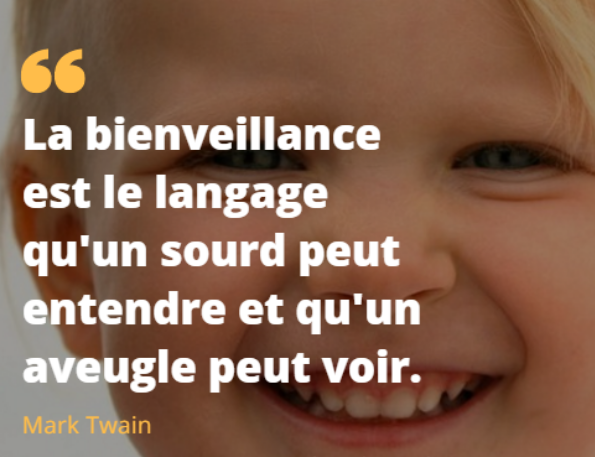 “
La bienveillance
est le langage
qu'un sourd peut
entendre et qu'un
aveugle peut voir.
Mark Twain